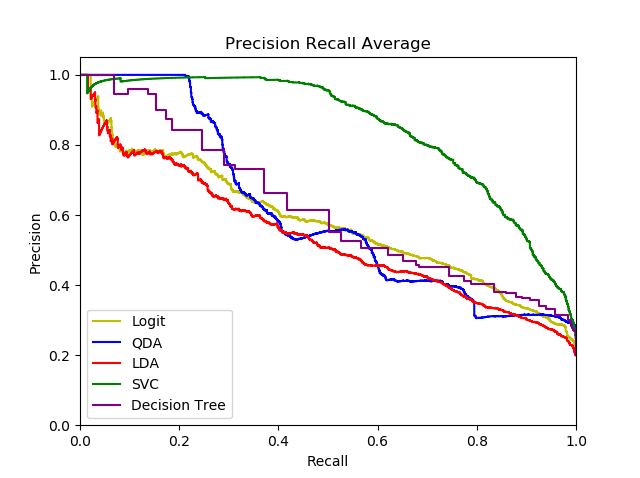 Precision Recall Average
1.0
0.8
0.6
0.4
0.2
0.0
Precision
Logit
QDA
LDA
SVC
Decision Tree
0.0 0.2 0.4 0.6 0.8 1.0
Recall